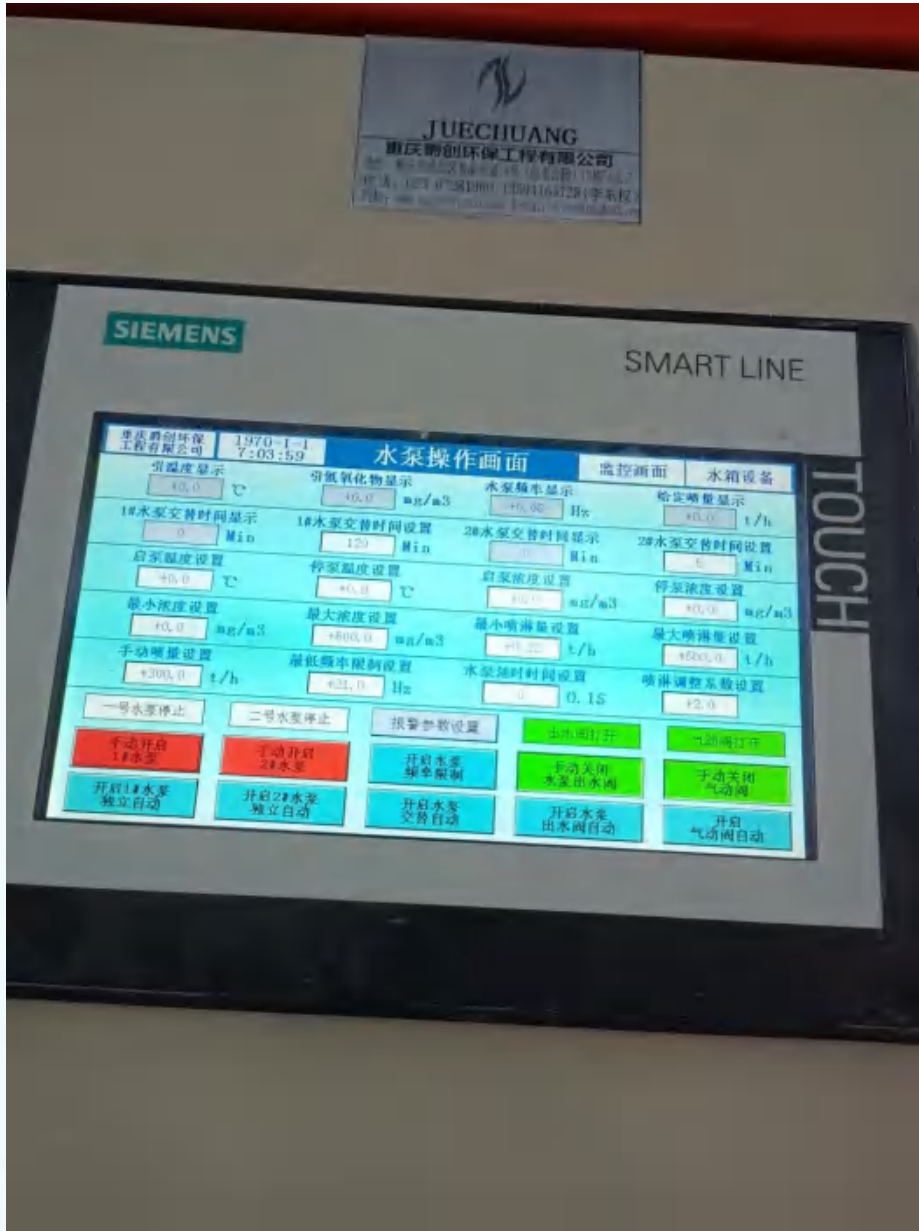 JUECHUANG
重庆爵创环保工程有限公司
SIEMENS
SMART LINE
TOUCH
重庆爵创环保
工程有限公司
1970-1-1
7:03:59
水泵操作画面
监控画面
水箱设备
引温度显示
引氮氧化物显示
水泵频率显示
给定喷量显示
+0.0 ℃
+0.0 mg/m3
+0.00 Hz
+0.0 t/h
1#水泵交替时间显示
1#水泵交替时间设置
2#水泵交替时间显示
2#水泵交替时间设置
0 Min
120 Min
0 Min
Min
启泵温度设置
停泵温度设置
启泵浓度设置
停泵浓度设置
+0.0 ℃
+0.0 ℃
mg/m3
+0.0 mg/m3
最小浓度设置
最大浓度设置
最小喷淋量设置
最大喷淋量设置
+0.0 mg/m3
+600.0 mg/m3
t/h
+500.0 t/h
手动喷量设置
最低频率限制设置
水泵延时时间设置
喷淋调整系数设置
+300.0 t/h
+21.0 Hz
0 0.1S
+2.0
一号水泵停止
二号水泵停止
报警参数设置
出水阀打开
气动阀打开
手动开启
1#水泵
手动开启
2#水泵
开启水泵
频率限制
手动关闭
水泵出水阀
手动关闭
气动阀
开启1#水泵
独立自动
开启2#水泵
独立自动
开启水泵
交替自动
开启水泵
出水阀自动
开启
气动阀自动